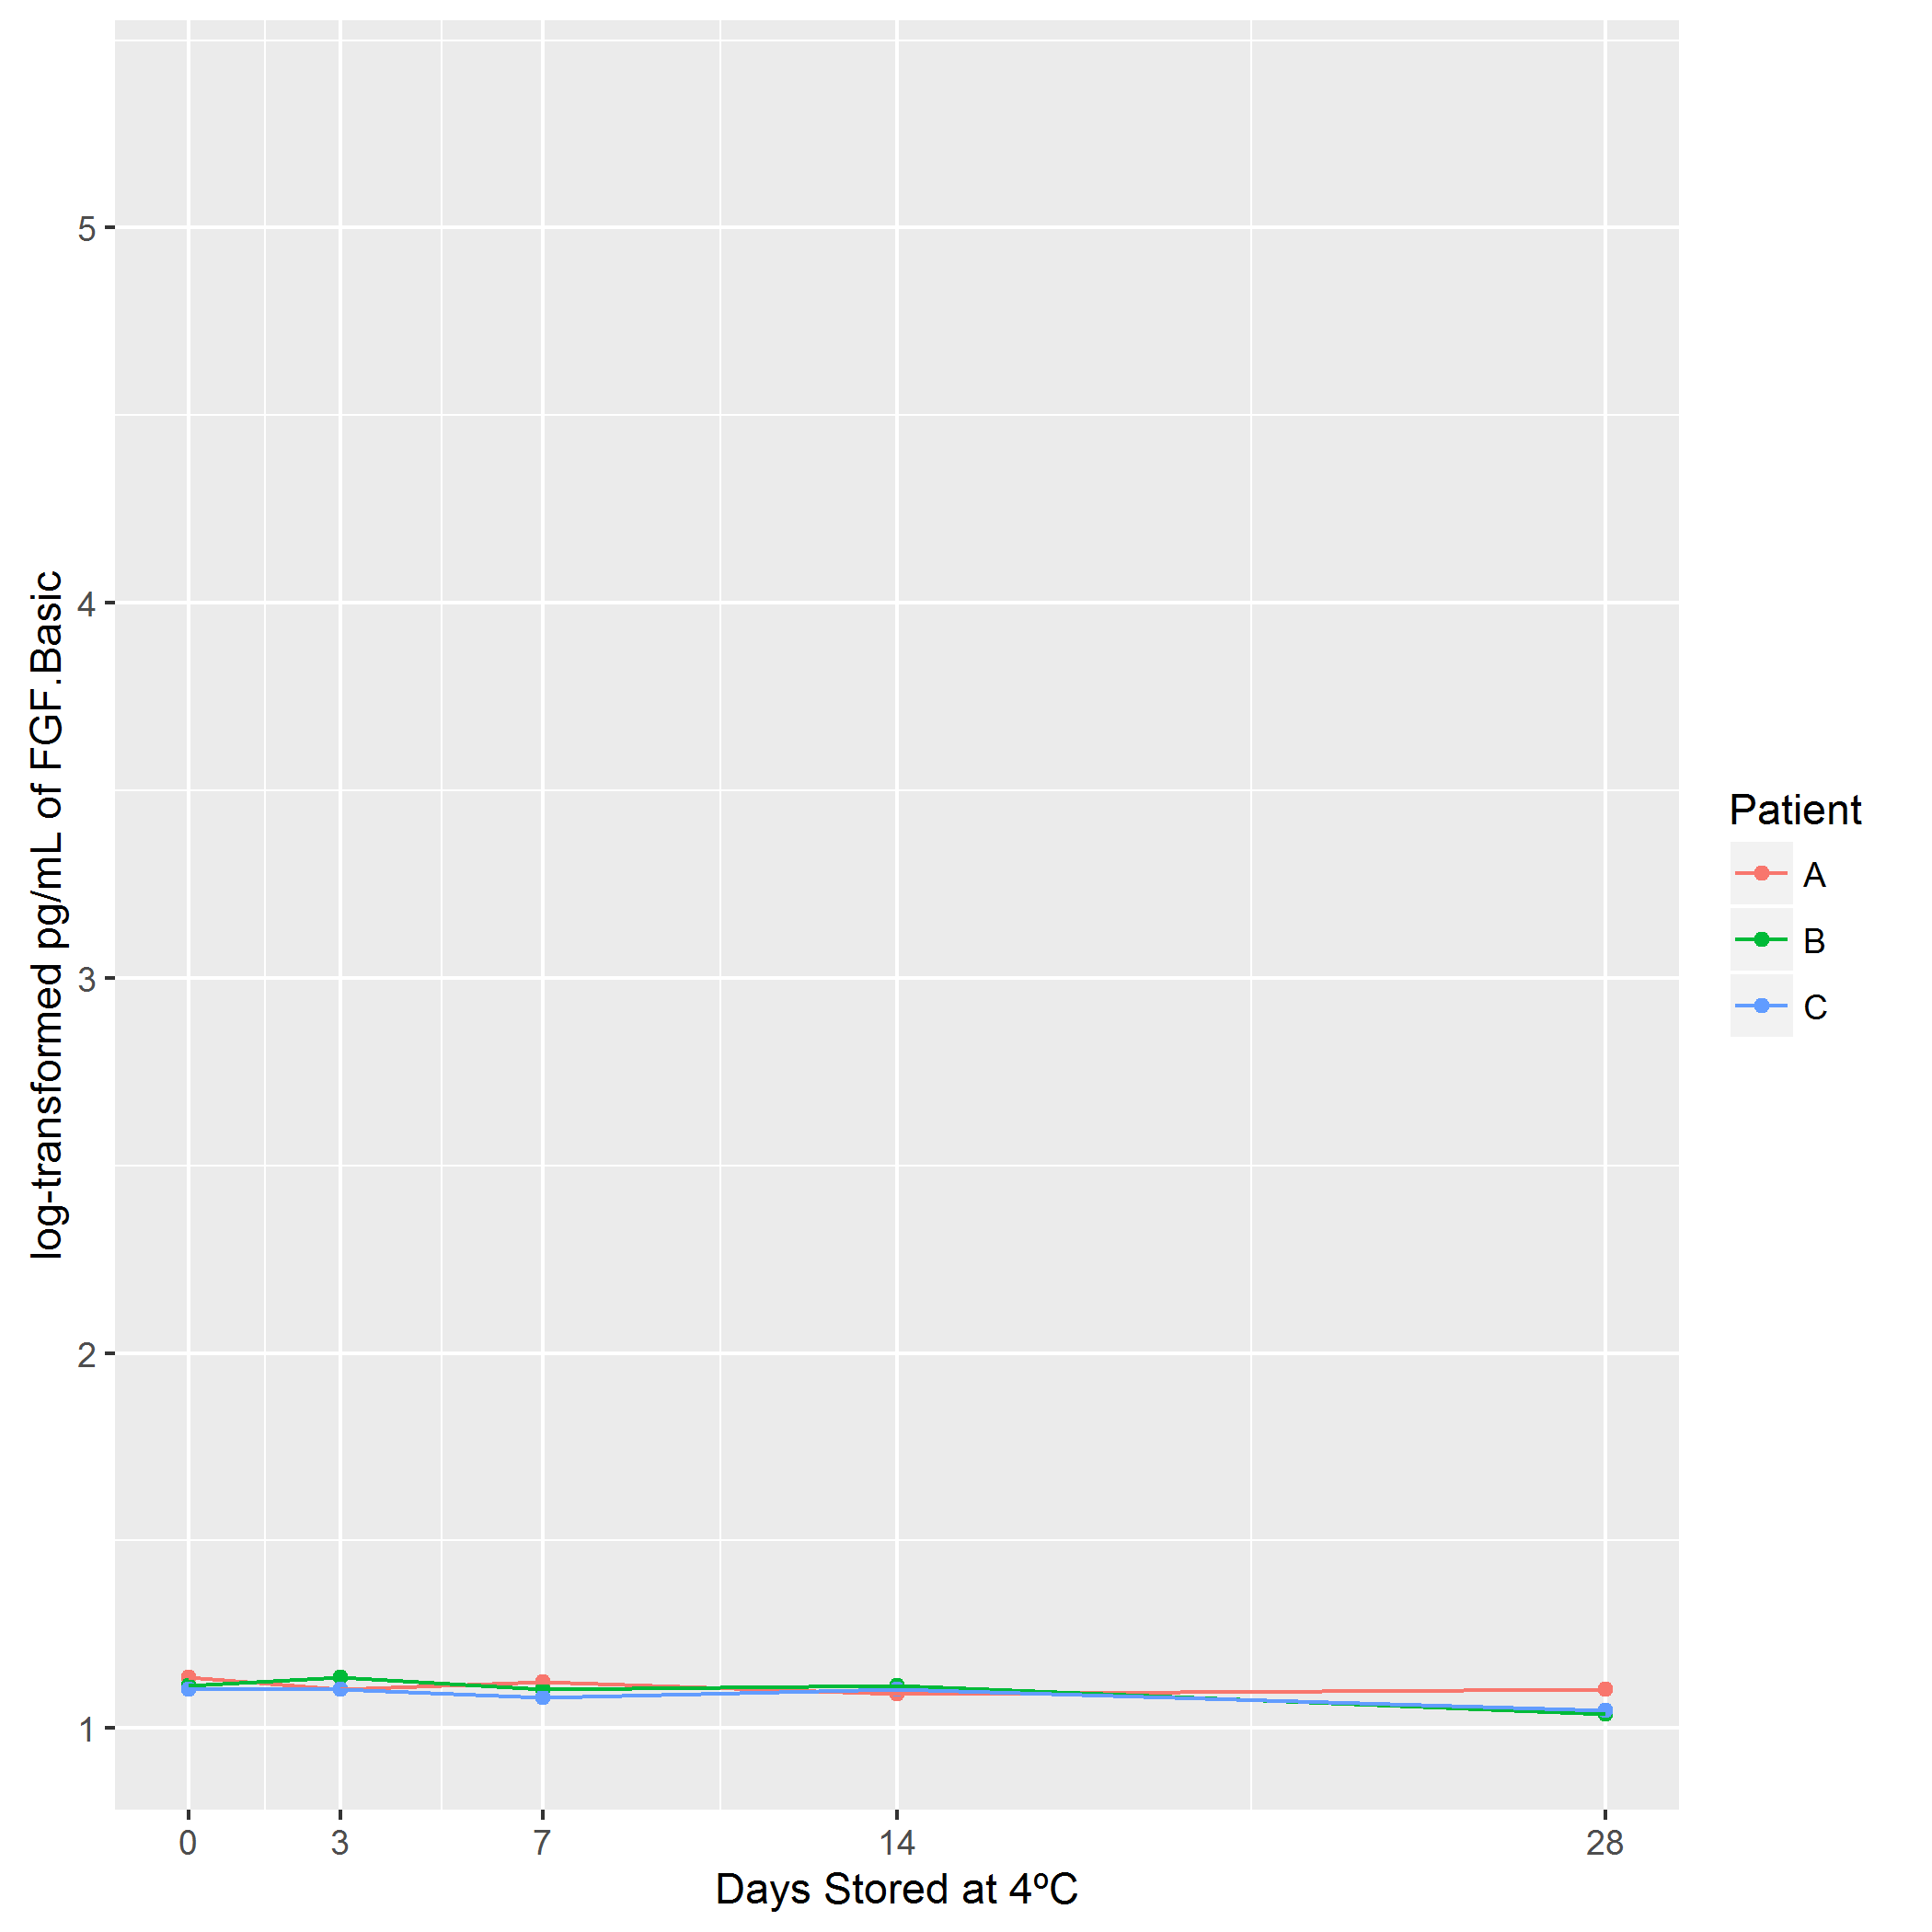 log-transformed pg/mL of FGF.Basic
5
4
3
2
1
0 3 7 14 28
Days Stored at 4ºC
Patient
A
B
C